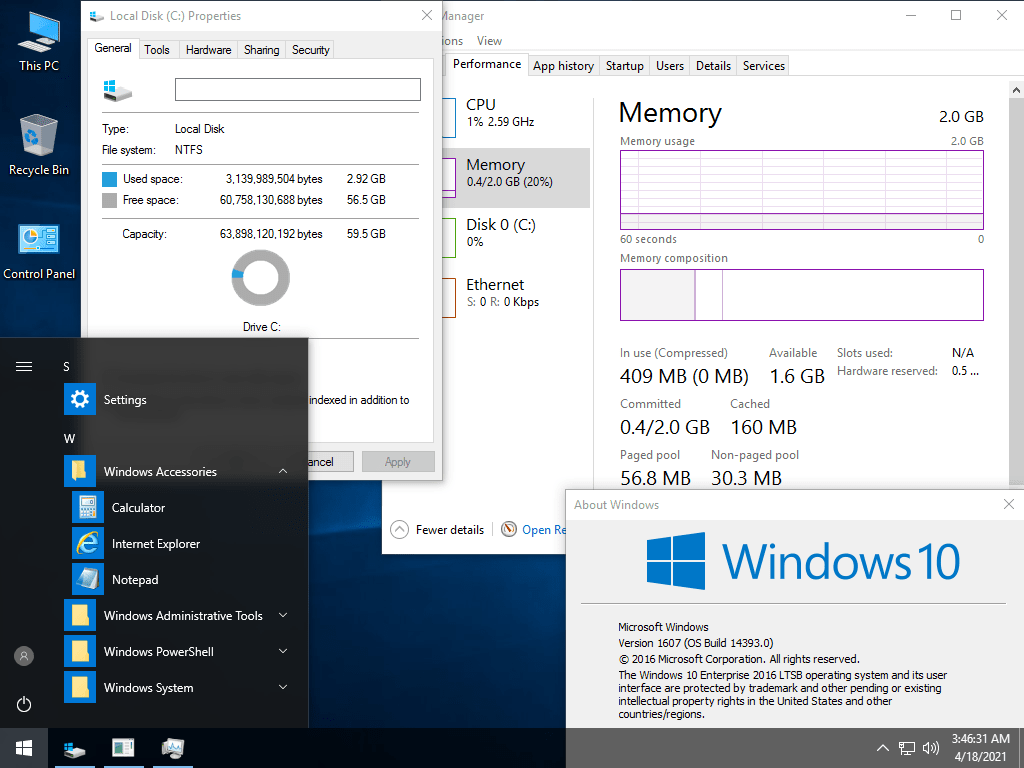 This PC
Recycle Bin
Control Panel
Local Disk (C:) Properties
General Tools Hardware Sharing Security
Type: Local Disk
File system: NTFS
Used space: 3,139,989,504 bytes 2.92 GB
Free space: 60,758,130,688 bytes 56.5 GB
Capacity: 63,898,120,192 bytes 59.5 GB
Drive C:
indexed in addition to
ancel Apply
Manager
ions View
Performance App history Startup Users Details Services
CPU
1% 2.59 GHz
Memory
0.4/2.0 GB (20%)
Disk 0 (C:)
0%
Ethernet
S: 0 R: 0 Kbps
Memory 2.0 GB
Memory usage 2.0 GB
60 seconds 0
Memory composition
In use (Compressed) Available Slots used: N/A
409 MB (0 MB) 1.6 GB Hardware reserved: 0.5 ...
Committed Cached
0.4/2.0 GB 160 MB
Paged pool Non-paged pool
56.8 MB 30.3 MB
Fewer details Open Re
About Windows
Windows 10
Microsoft Windows
Version 1607 (OS Build 14393.0)
© 2016 Microsoft Corporation. All rights reserved.
The Windows 10 Enterprise 2016 LTSB operating system and its user
interface are protected by trademark and other pending or existing
intellectual property rights in the United States and other
countries/regions.
S
Settings
W
Windows Accessories
Calculator
Internet Explorer
Notepad
Windows Administrative Tools
Windows PowerShell
Windows System
3:46:31 AM
4/18/2021